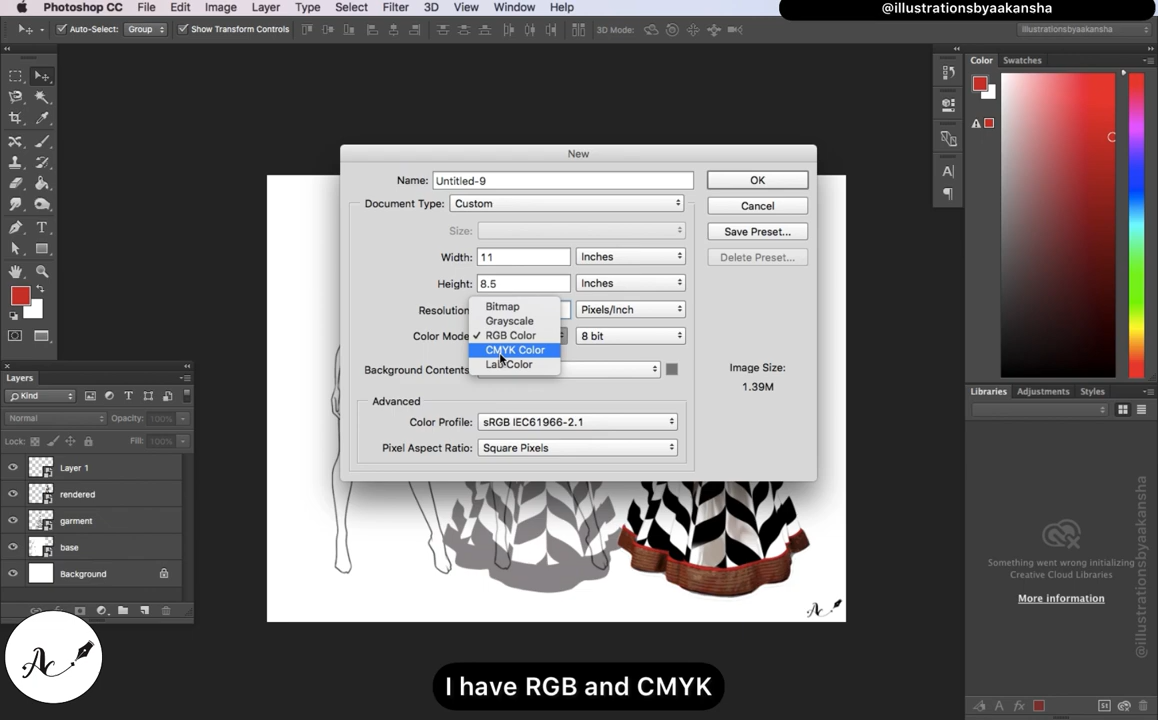 Photoshop CC File Edit Image Layer Type Select Filter 3D View Window Help
@illustrationsbyaakansha
Auto-Select: Group Show Transform Controls 3D Mode: illustrationsbyaakansha
Color Swatches
New
Name: Untitled-9 OK
Document Type: Custom Cancel
Size: Save Preset...
Width: 11 Inches Delete Preset...
Height: 8.5 Inches
Resolution Pixels/Inch
Bitmap
Grayscale
Color Mode ✓ RGB Color 8 bit
CMYK Color
Lab Color
Background Contents
Image Size:
1.39M
Advanced
Color Profile: sRGB IEC61966-2.1
Pixel Aspect Ratio: Square Pixels
Layers
Kind
Normal Opacity: 100%
Lock: Fill: 100%
Layer 1
rendered
garment
base
Background
Libraries Adjustments Styles
Something went wrong initializing
Creative Cloud Libraries
More information
@illustrationsbyaakansha
Ac
Ac
I have RGB and CMYK